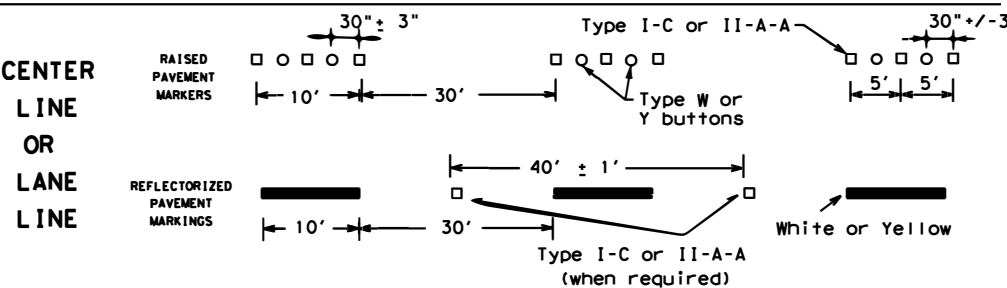 CENTER
LINE
OR
LANE
LINE
RAISED
PAVEMENT
MARKERS
30" ± 3"
10'
30'
Type I-C or II-A-A
Type W or
Y buttons
30"+/-3
5'
5'
REFLECTORIZED
PAVEMENT
MARKINGS
40' ± 1'
10'
30'
Type I-C or II-A-A
(when required)
White or Yellow